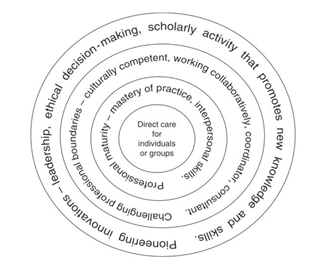 Direct care
for
individuals
or groups
Professional maturity – mastery of practice, interpersonal skills.
Challenging professional boundaries – culturally competent, working collaboratively, coordinator, consultant.
Pioneering innovations – leadership, ethical decision-making, scholarly activity that promotes new knowledge and skills.